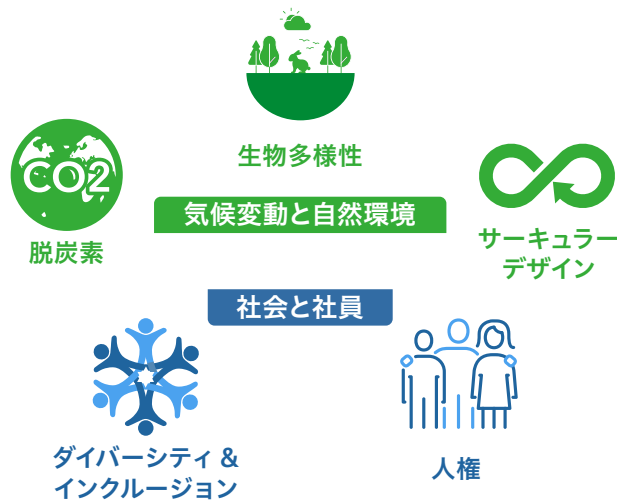 生物多様性
CO2
脱炭素
気候変動と自然環境
サーキュラー
デザイン
社会と社員
ダイバーシティ &
インクルージョン
人権